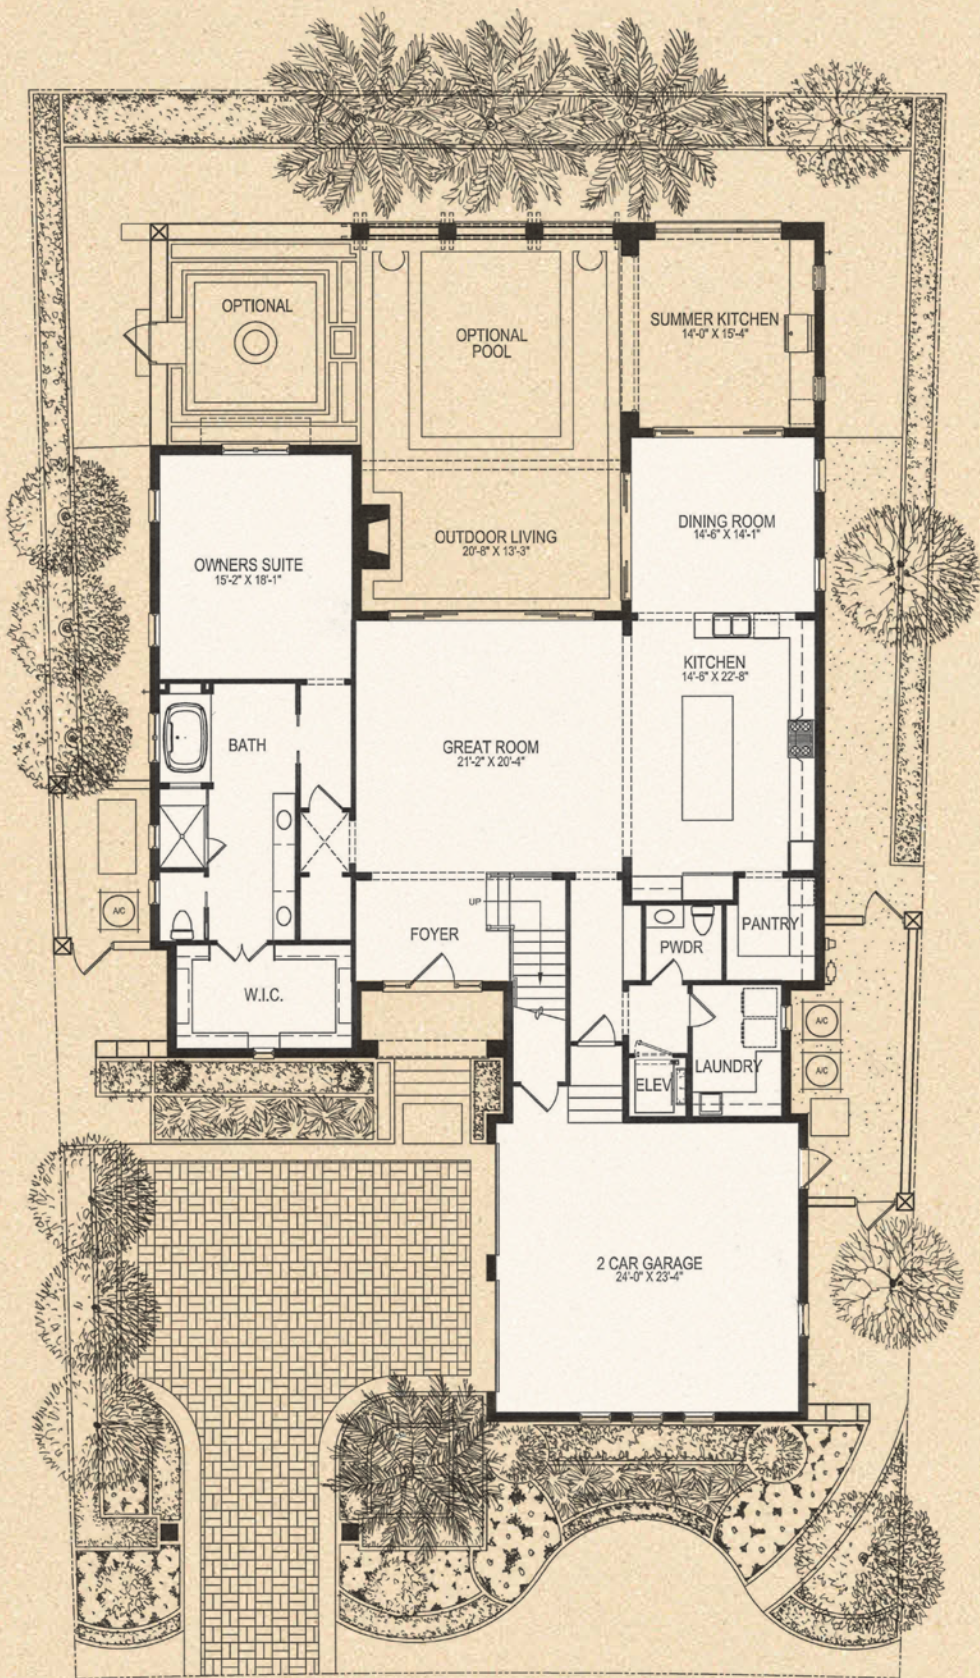 OPTIONAL
OPTIONAL
POOL
SUMMER KITCHEN
14'-0" X 15'-4"
DINING ROOM
14'-6" X 14'-1"
OUTDOOR LIVING
20'-8" X 13'-3"
OWNERS SUITE
15'-2" X 18'-1"
KITCHEN
14'-6" X 22'-8"
BATH
GREAT ROOM
21'-2" X 20'-4"
UP
A/C
FOYER
PANTRY
PWDR
W.I.C.
A/C
A/C
LAUNDRY
ELEV
2 CAR GARAGE
24'-0" X 23'-4"